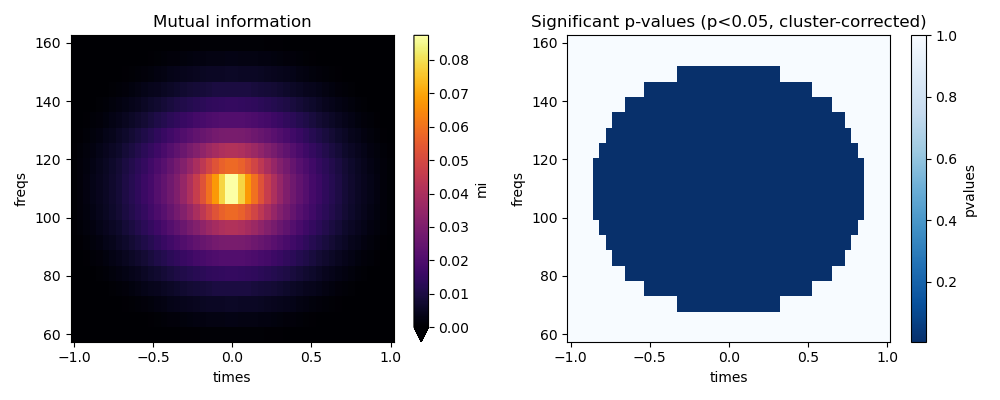 Mutual information
160
140
120
100
80
60
freqs
−1.0 −0.5 0.0 0.5 1.0
times
0.08
0.07
0.06
0.05
0.04
0.03
0.02
0.01
0.00
mi
Significant p-values (p<0.05, cluster-corrected)
160
140
120
100
80
60
freqs
−1.0 −0.5 0.0 0.5 1.0
times
1.0
0.8
0.6
0.4
0.2
pvalues